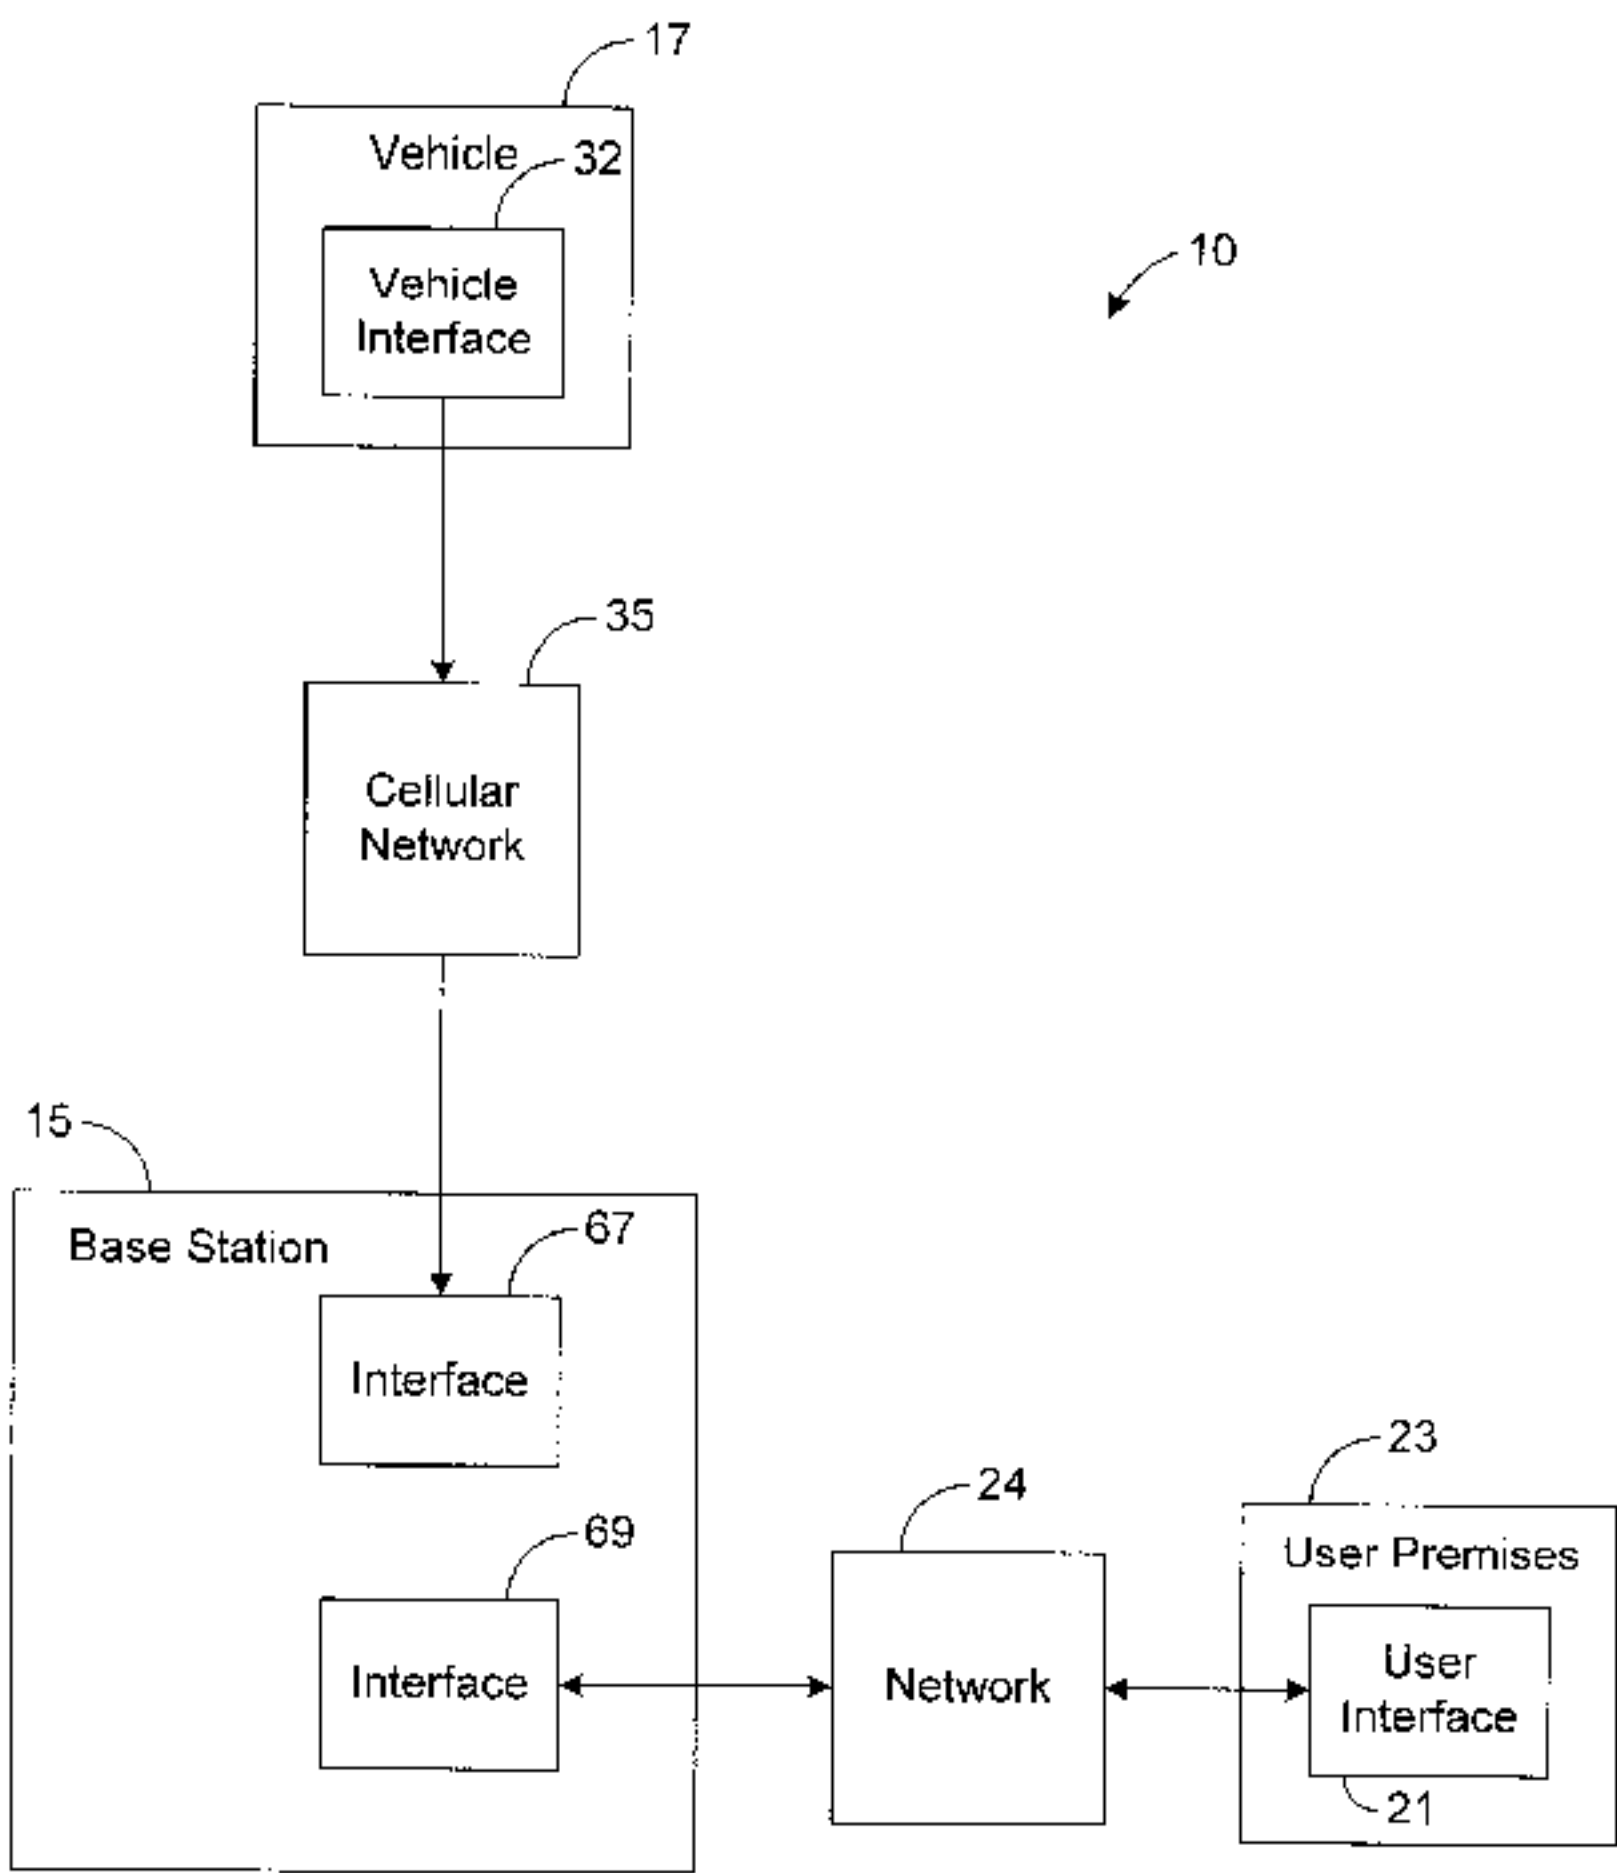 17
Vehicle
32
Vehicle
Interface
10
35
Cellular
Network
15
Base Station
67
Interface
23
24
69
User Premises
Interface
Network
User
Interface
21